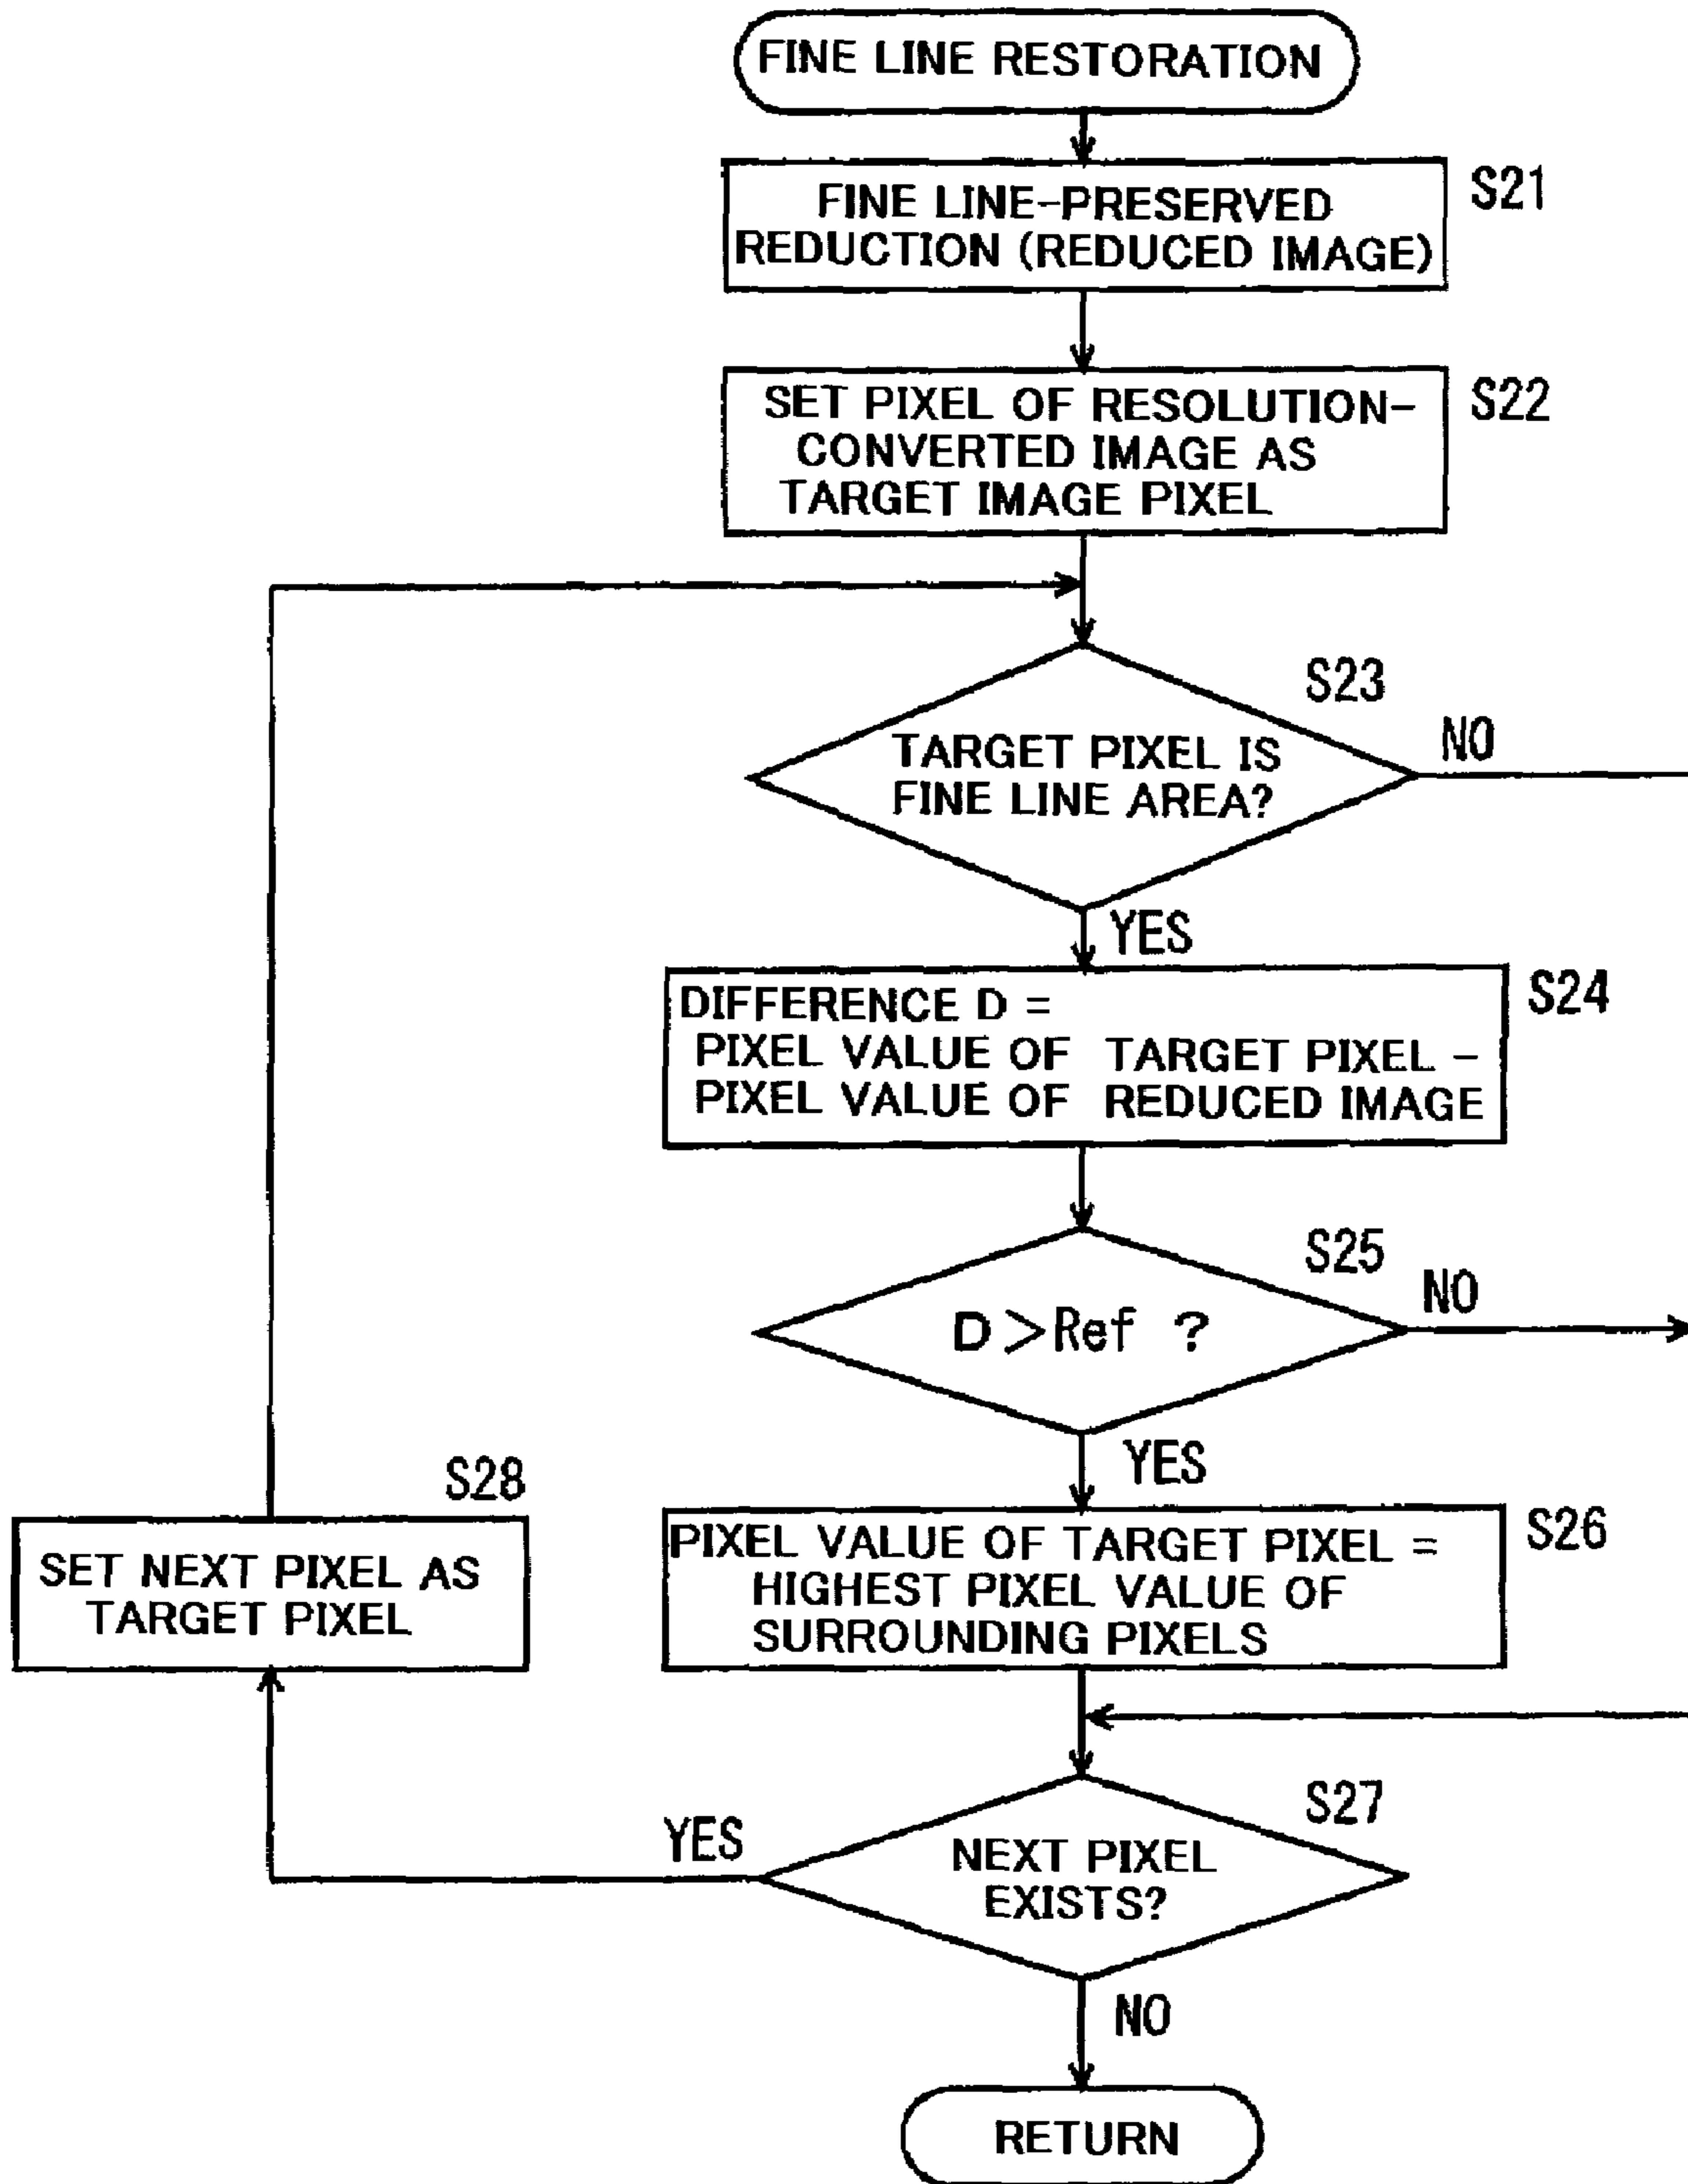 FINE LINE RESTORATION
S21
FINE LINE-PRESERVED
REDUCTION (REDUCED IMAGE)
S22
SET PIXEL OF RESOLUTION-
CONVERTED IMAGE AS
TARGET IMAGE PIXEL
S23
NO
TARGET PIXEL IS
FINE LINE AREA?
YES
S24
DIFFERENCE D =
PIXEL VALUE OF TARGET PIXEL -
PIXEL VALUE OF REDUCED IMAGE
S25
NO
D > Ref ?
YES
S28
SET NEXT PIXEL AS
TARGET PIXEL
S26
PIXEL VALUE OF TARGET PIXEL =
HIGHEST PIXEL VALUE OF
SURROUNDING PIXELS
S27
YES
NEXT PIXEL
EXISTS?
NO
RETURN